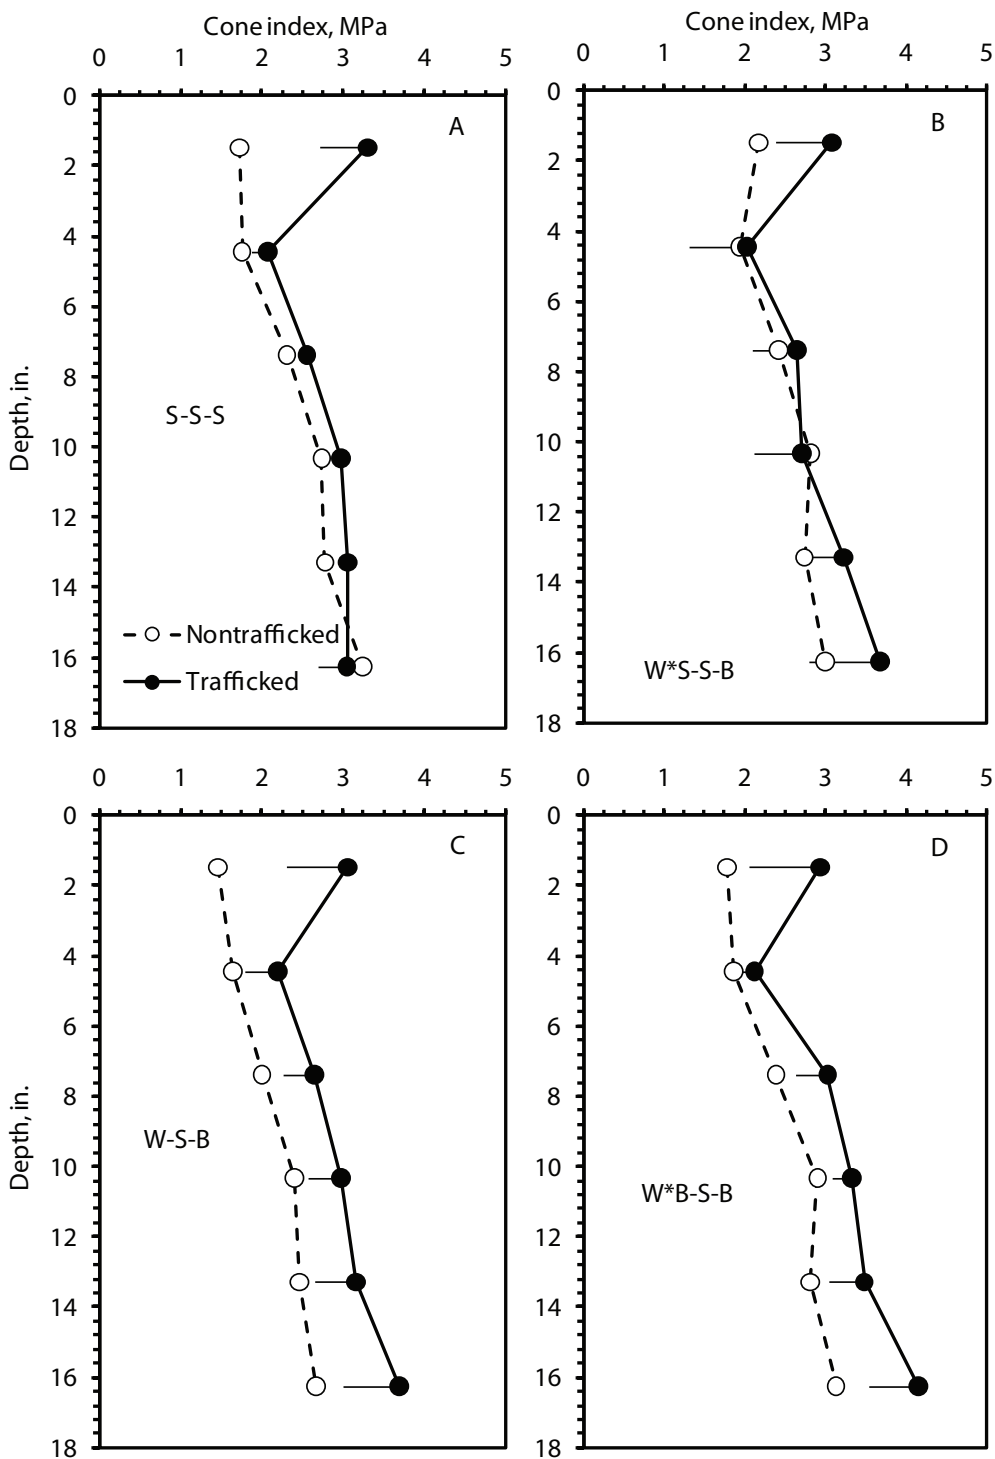 Cone index, MPa
0 1 2 3 4 5
0
2
4
6
8
10
12
14
16
18
Depth, in.
A
S-S-S
Nontrafficked
Trafficked
Cone index, MPa
0 1 2 3 4 5
0
2
4
6
8
10
12
14
16
18
B
W*S-S-B
0 1 2 3 4 5
0
2
4
6
8
10
12
14
16
18
Depth, in.
C
W-S-B
0 1 2 3 4 5
0
2
4
6
8
10
12
14
16
18
D
W*B-S-B